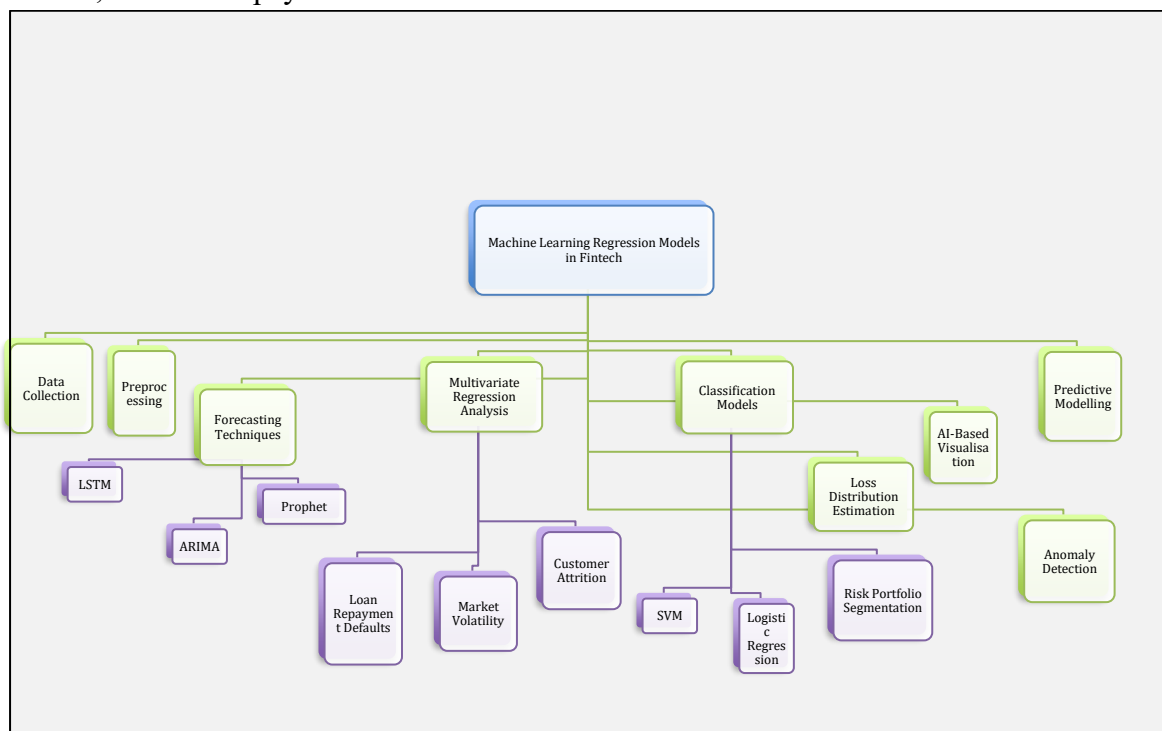 Machine Learning Regression Models
in Fintech
Data
Collection
Preproc
essing
Forecasting
Techniques
Multivariate
Regression
Analysis
Classification
Models
Predictive
Modelling
AI-Based
Visualisa
tion
Loss
Distribution
Estimation
Anomaly
Detection
LSTM
Prophet
ARIMA
Loan
Repaymen
t Defaults
Market
Volatility
Customer
Attrition
SVM
Logisti
c
Regres
sion
Risk Portfolio
Segmentation